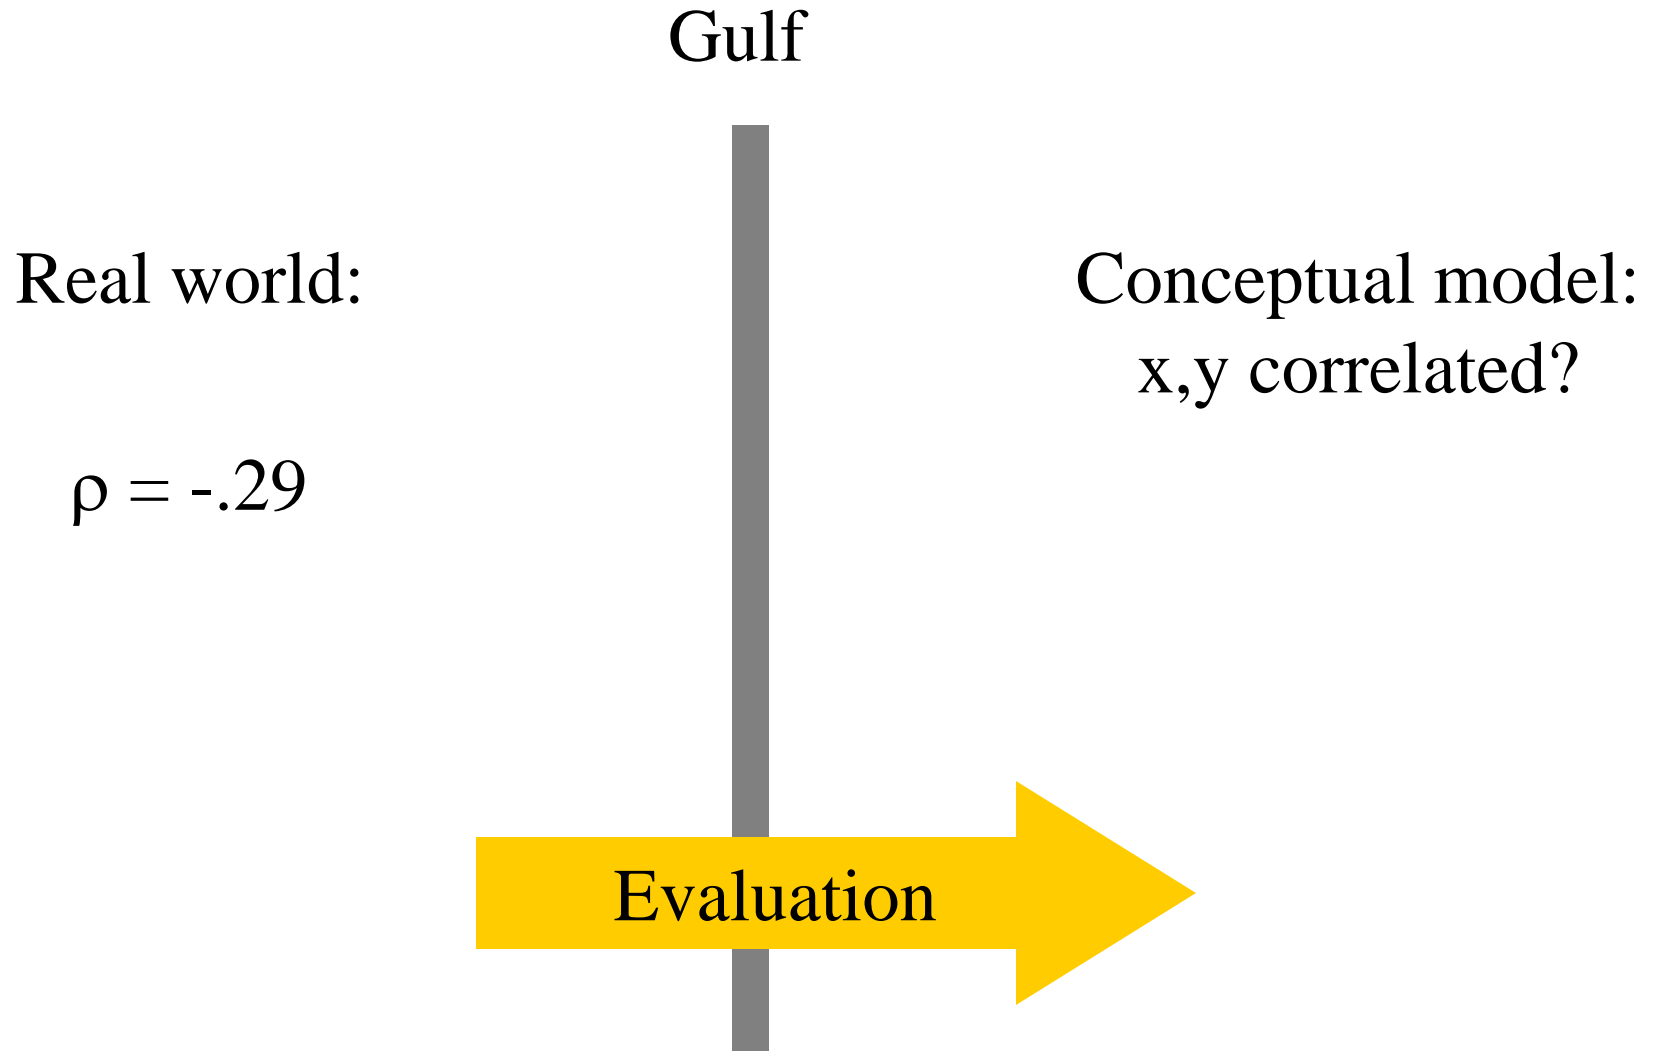 Gulf
Real world:
Conceptual model:
x,y correlated?
ρ = -.29
Evaluation